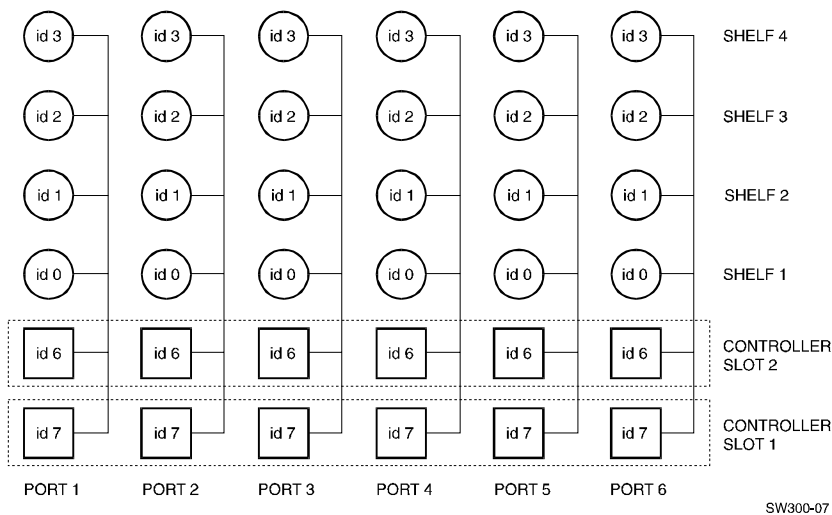 id 3 id 3 id 3 id 3 id 3 id 3 SHELF 4
id 2 id 2 id 2 id 2 id 2 id 2 SHELF 3
id 1 id 1 id 1 id 1 id 1 id 1 SHELF 2
id 0 id 0 id 0 id 0 id 0 id 0 SHELF 1
id 6 id 6 id 6 id 6 id 6 id 6 CONTROLLER
SLOT 2
id 7 id 7 id 7 id 7 id 7 id 7 CONTROLLER
SLOT 1
PORT 1 PORT 2 PORT 3 PORT 4 PORT 5 PORT 6
SW300-07